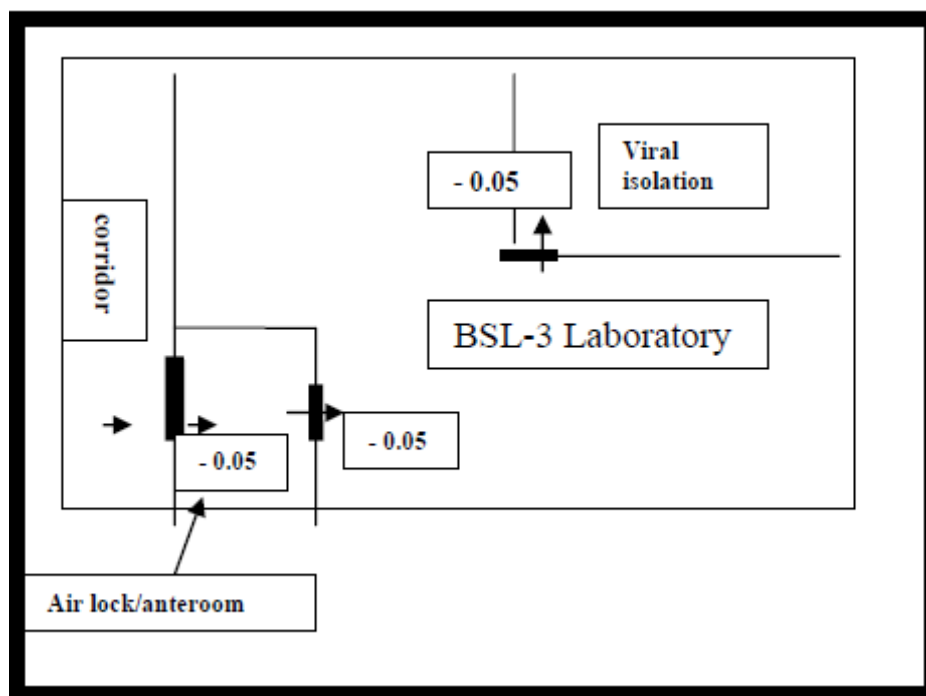 Viral
isolation
- 0.05
corridor
BSL-3 Laboratory
- 0.05
- 0.05
Air lock/anteroom